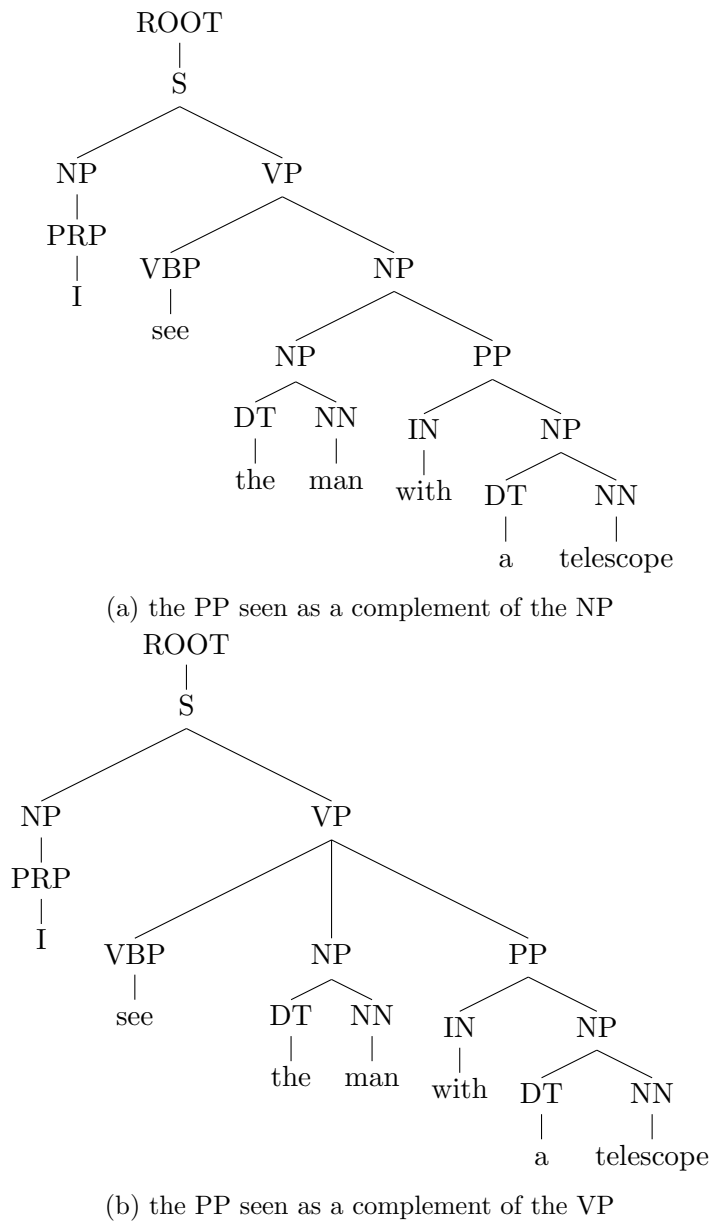 ROOT
S
NP VP
PRP
VBP NP
I
see
NP PP
DT NN IN NP
the man with
DT NN
a telescope
(a) the PP seen as a complement of the NP
ROOT
S
NP VP
PRP
I
VBP NP PP
see
DT NN IN NP
the man with
DT NN
a telescope
(b) the PP seen as a complement of the VP